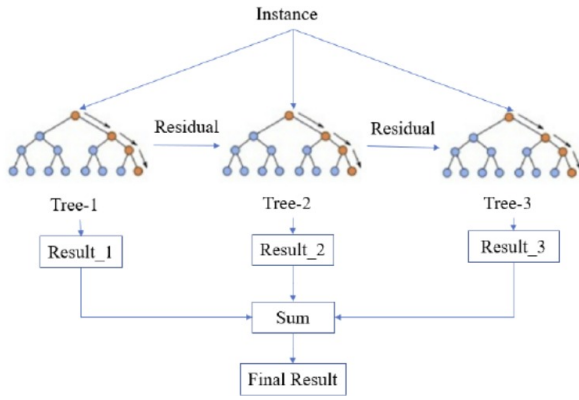 Instance
Residual
Residual
Tree-1
Tree-2
Tree-3
Result_1
Result_2
Result_3
Sum
Final Result